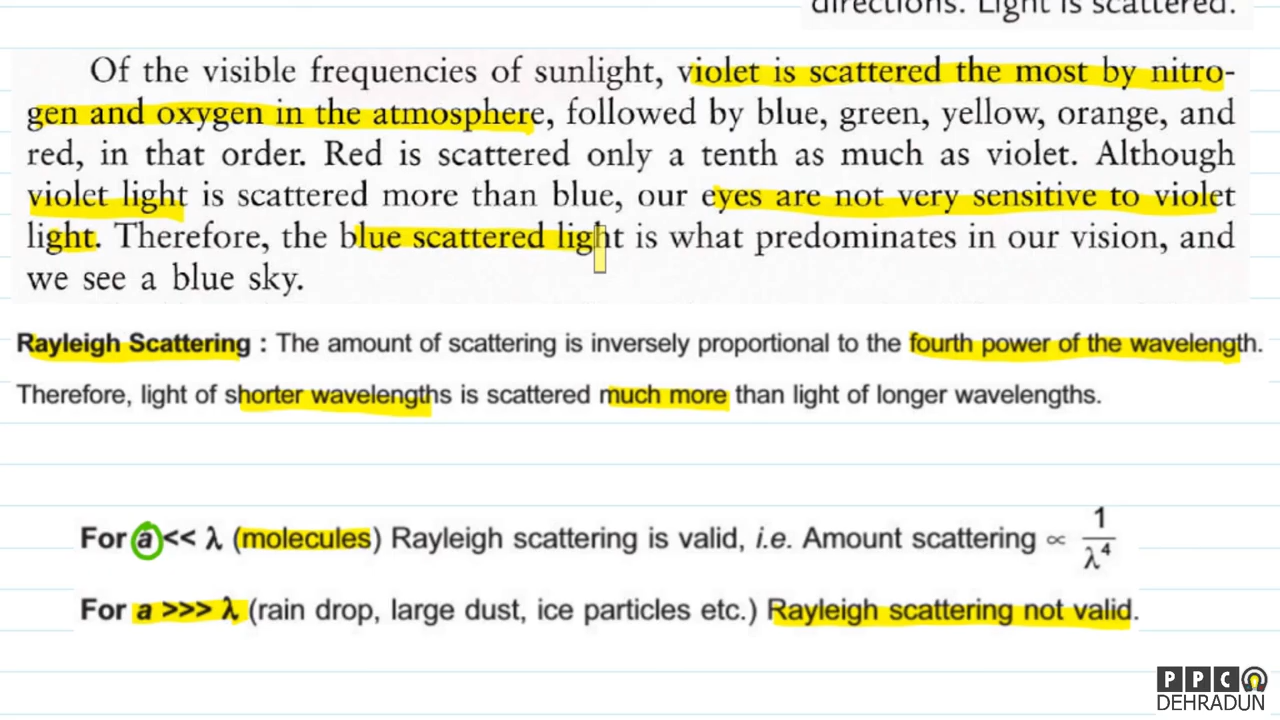 directions. Light is scattered.
Of the visible frequencies of sunlight, violet is scattered the most by nitro-
gen and oxygen in the atmosphere, followed by blue, green, yellow, orange, and
red, in that order. Red is scattered only a tenth as much as violet. Although
violet light is scattered more than blue, our eyes are not very sensitive to violet
light. Therefore, the blue scattered light is what predominates in our vision, and
we see a blue sky.
Rayleigh Scattering : The amount of scattering is inversely proportional to the fourth power of the wavelength.
Therefore, light of shorter wavelengths is scattered much more than light of longer wavelengths.
For a << λ (molecules) Rayleigh scattering is valid, i.e. Amount scattering ∝ 1/λ⁴
For a >>> λ (rain drop, large dust, ice particles etc.) Rayleigh scattering not valid.
PPC
DEHRADUN